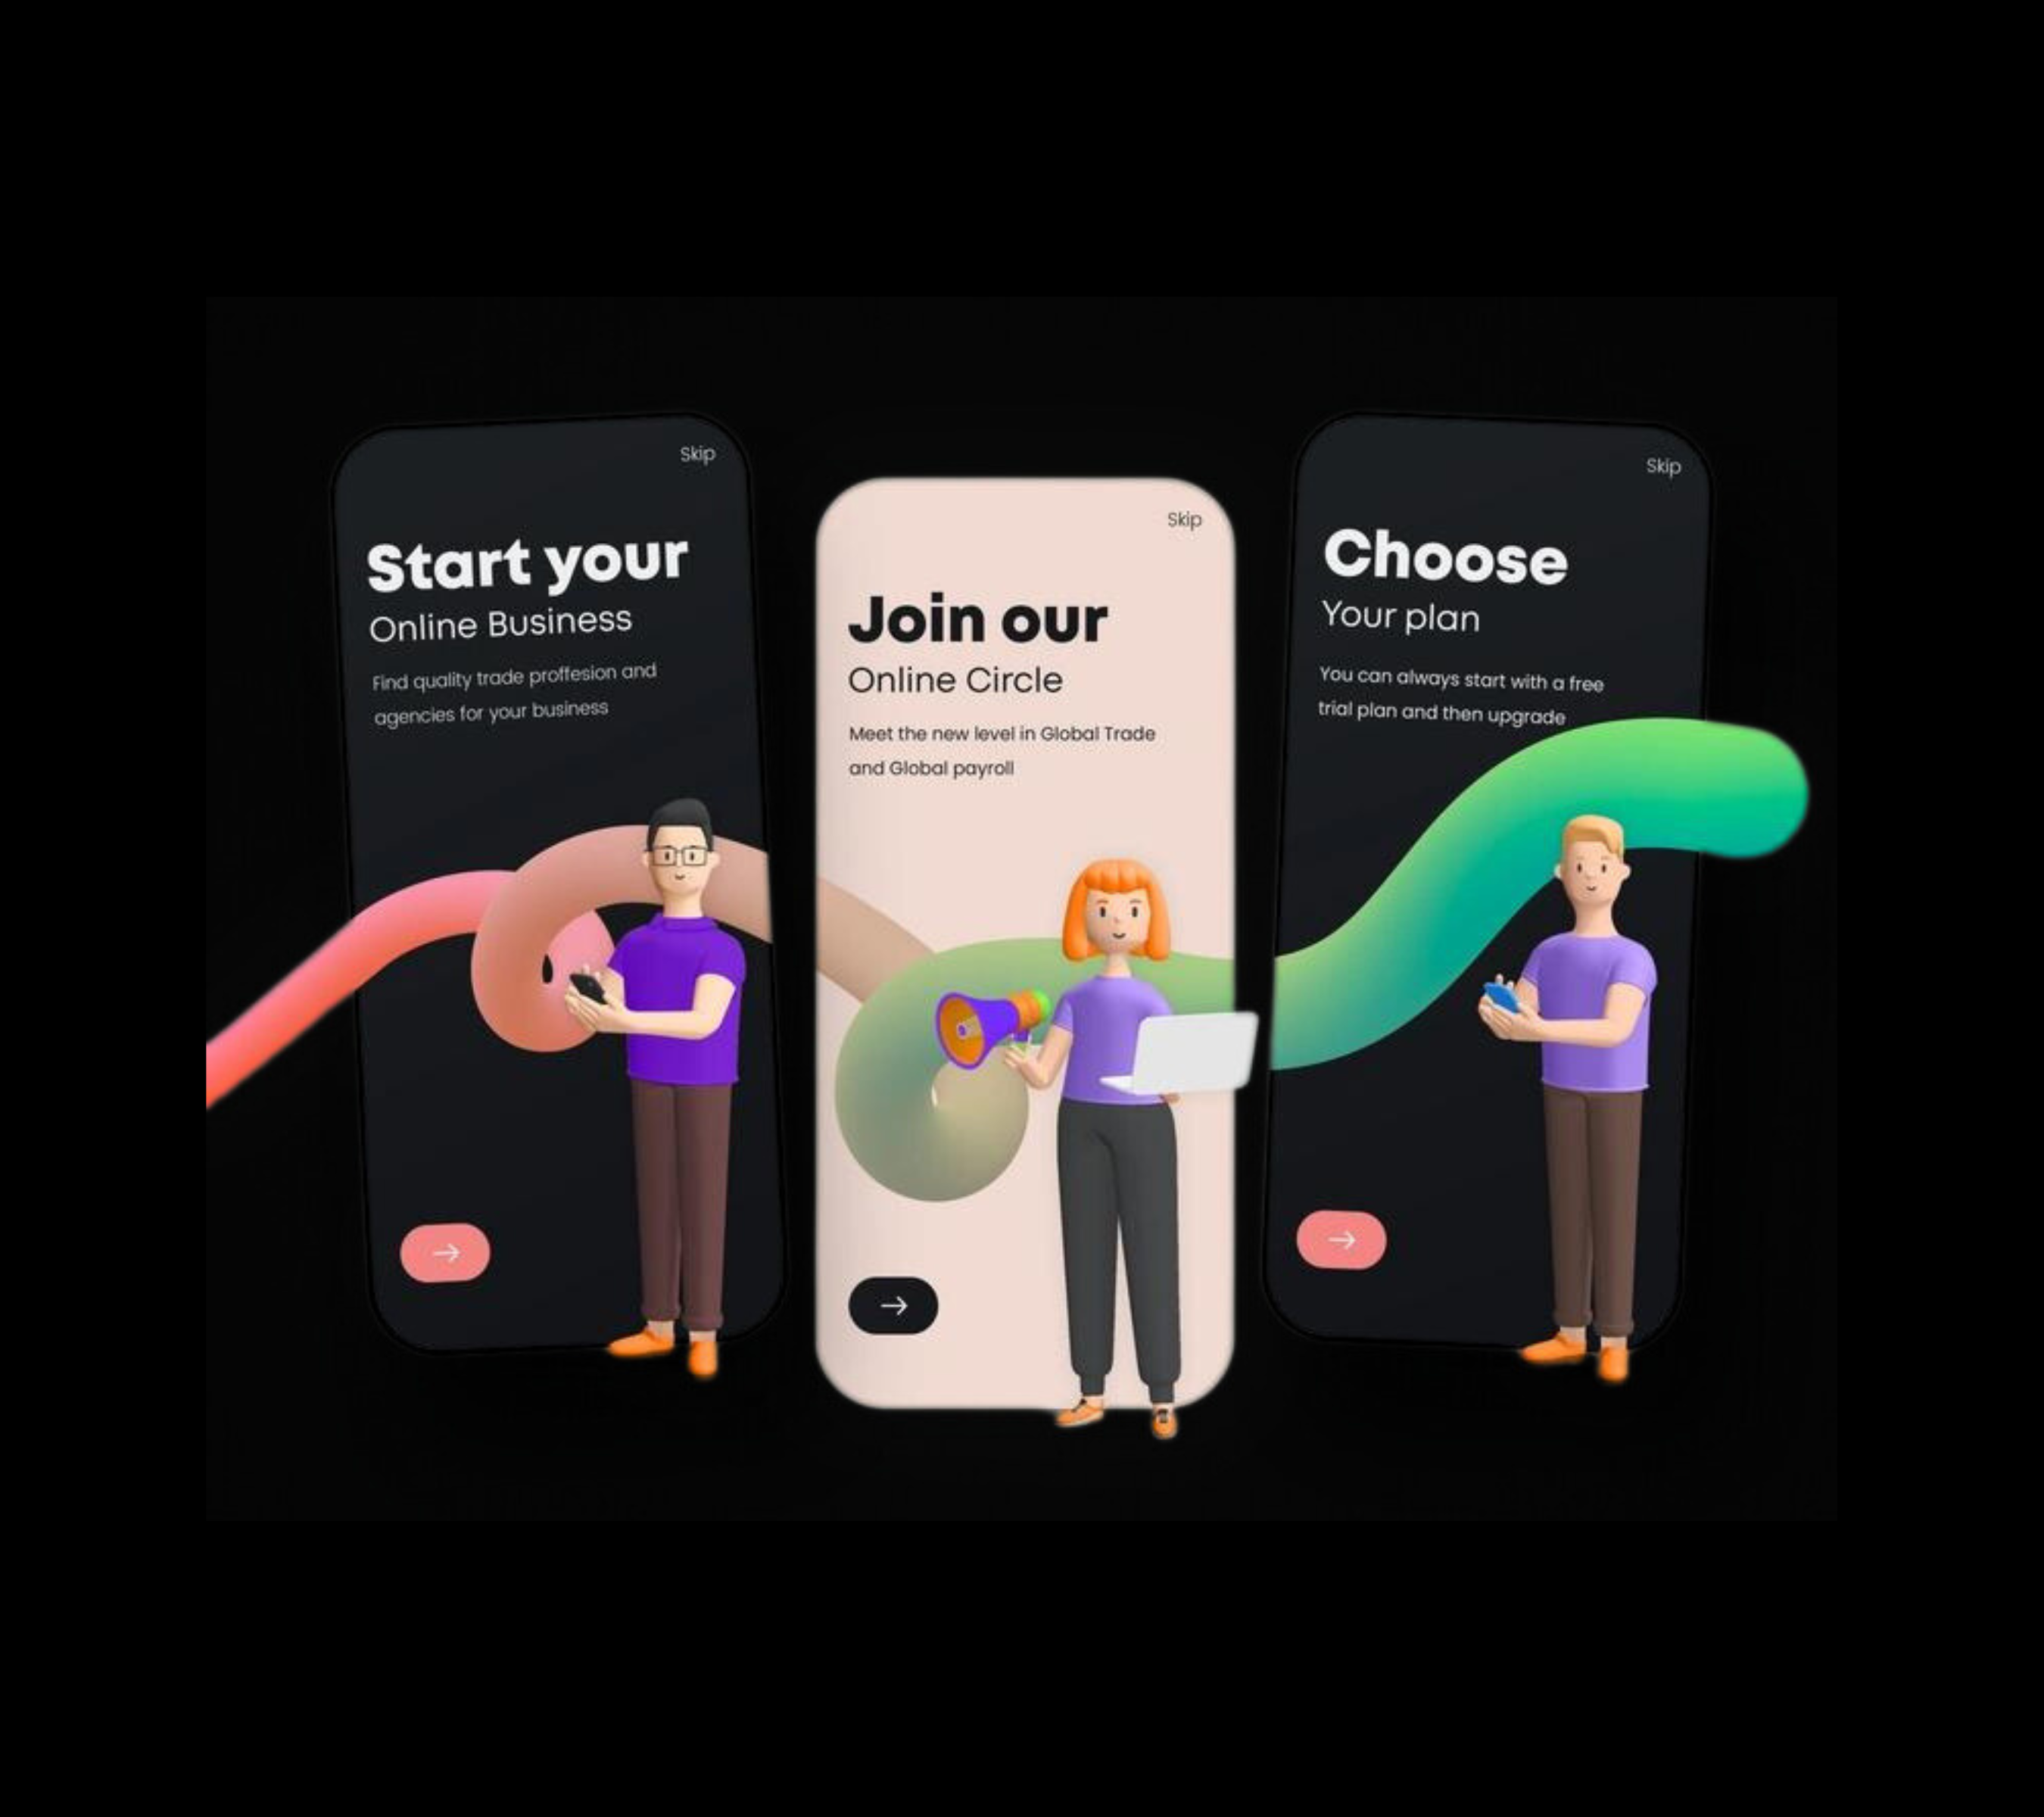 Skip
Start your
Online Business
Find quality trade proffesion and
agencies for your business
Skip
Join our
Online Circle
Meet the new level in Global Trade
and Global payroll
Skip
Choose
Your plan
You can always start with a free
trial plan and then upgrade